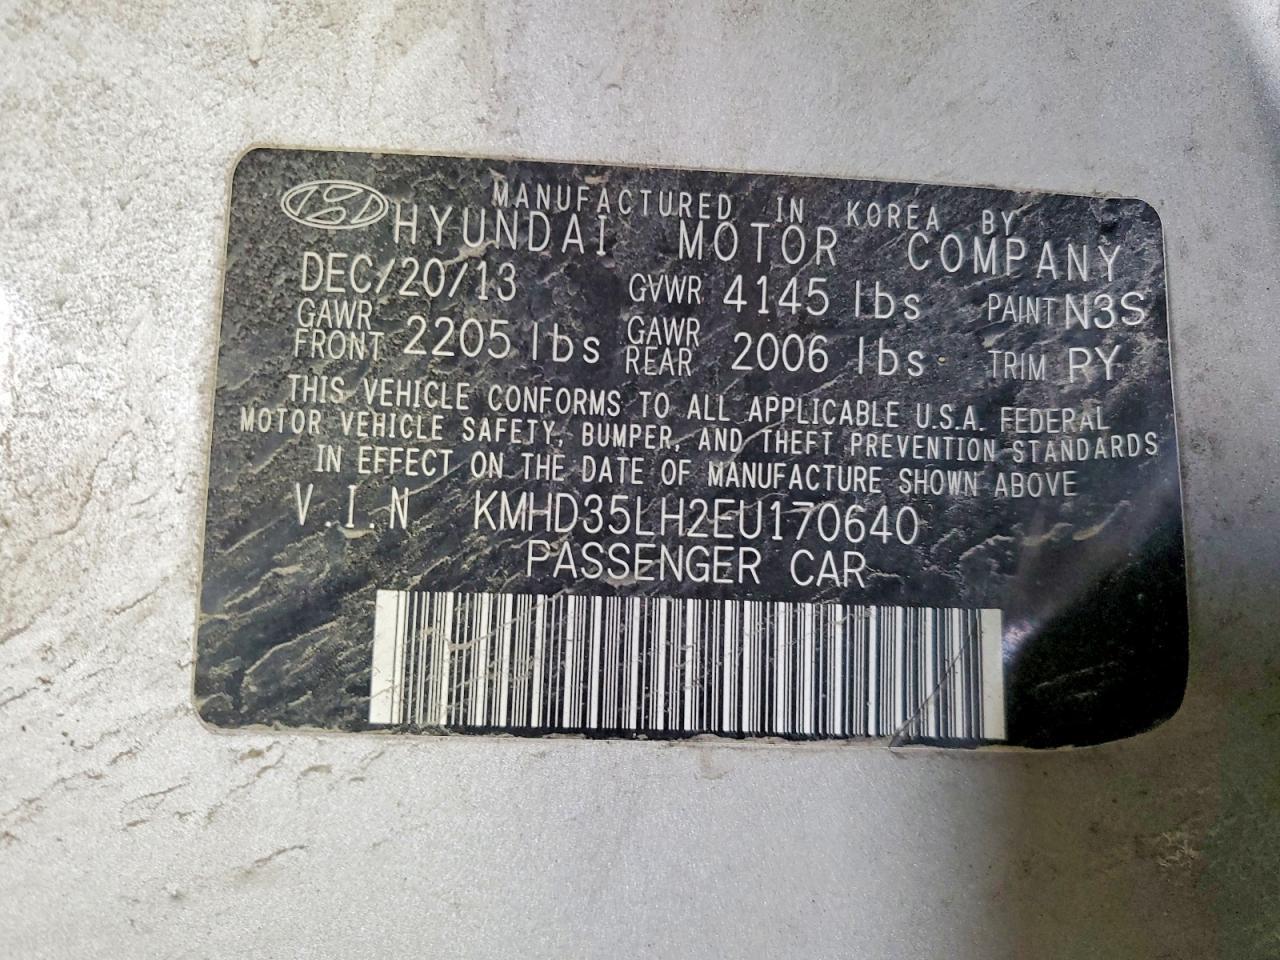 MANUFACTURED IN KOREA BY
HYUNDAI MOTOR COMPANY
DEC/20/13 GVWR 4145 lbs PAINT N3S
GAWR FRONT 2205 lbs GAWR REAR 2006 lbs TRIM RY
THIS VEHICLE CONFORMS TO ALL APPLICABLE U.S.A. FEDERAL
MOTOR VEHICLE SAFETY, BUMPER, AND THEFT PREVENTION STANDARDS
IN EFFECT ON THE DATE OF MANUFACTURE SHOWN ABOVE
V.I.N KMHD35LH2EU170640
PASSENGER CAR